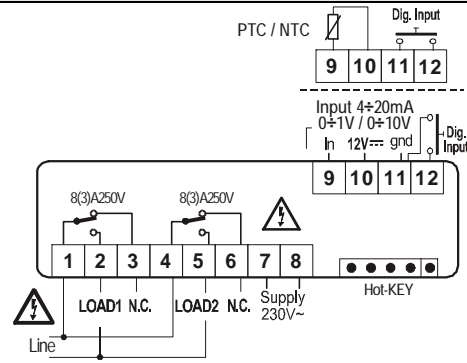 PTC / NTC
Dig. Input
9 10 11 12
Input 4÷20mA
0÷1V / 0÷10V
In 12V⎓ gnd
Dig. Input
9 10 11 12
8(3)A250V 8(3)A250V
1 2 3 4 5 6 7 8
LOAD1 N.C. LOAD2 N.C. Supply 230V~
Hot-KEY
Line